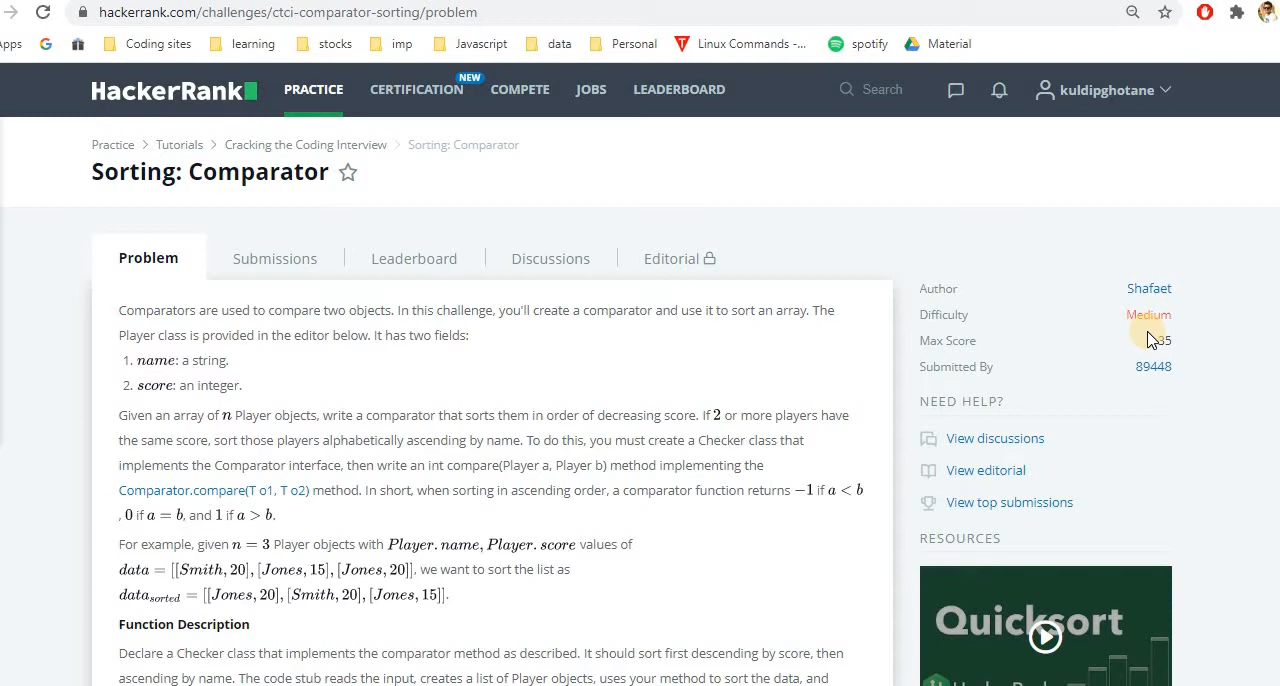 hackerrank.com/challenges/ctci-comparator-sorting/problem
Apps Coding sites learning stocks imp Javascript data Personal Linux Commands -... spotify Material
HackerRank PRACTICE CERTIFICATION NEW COMPETE JOBS LEADERBOARD Search kuldipghotane
Practice > Tutorials > Cracking the Coding Interview > Sorting: Comparator
Sorting: Comparator
Problem Submissions Leaderboard Discussions Editorial
Comparators are used to compare two objects. In this challenge, you'll create a comparator and use it to sort an array. The
Player class is provided in the editor below. It has two fields:
1. name: a string.
2. score: an integer.
Given an array of n Player objects, write a comparator that sorts them in order of decreasing score. If 2 or more players have
the same score, sort those players alphabetically ascending by name. To do this, you must create a Checker class that
implements the Comparator interface, then write an int compare(Player a, Player b) method implementing the
Comparator.compare(T o1, T o2) method. In short, when sorting in ascending order, a comparator function returns −1 if a < b
, 0 if a = b, and 1 if a > b.
For example, given n = 3 Player objects with Player.name, Player.score values of
data = [[Smith, 20], [Jones, 15], [Jones, 20]], we want to sort the list as
data_sorted = [[Jones, 20], [Smith, 20], [Jones, 15]].
Function Description
Declare a Checker class that implements the comparator method as described. It should sort first descending by score, then
ascending by name. The code stub reads the input, creates a list of Player objects, uses your method to sort the data, and
Author Shafaet
Difficulty Medium
Max Score 35
Submitted By 89448
NEED HELP?
View discussions
View editorial
View top submissions
RESOURCES
Quicksort